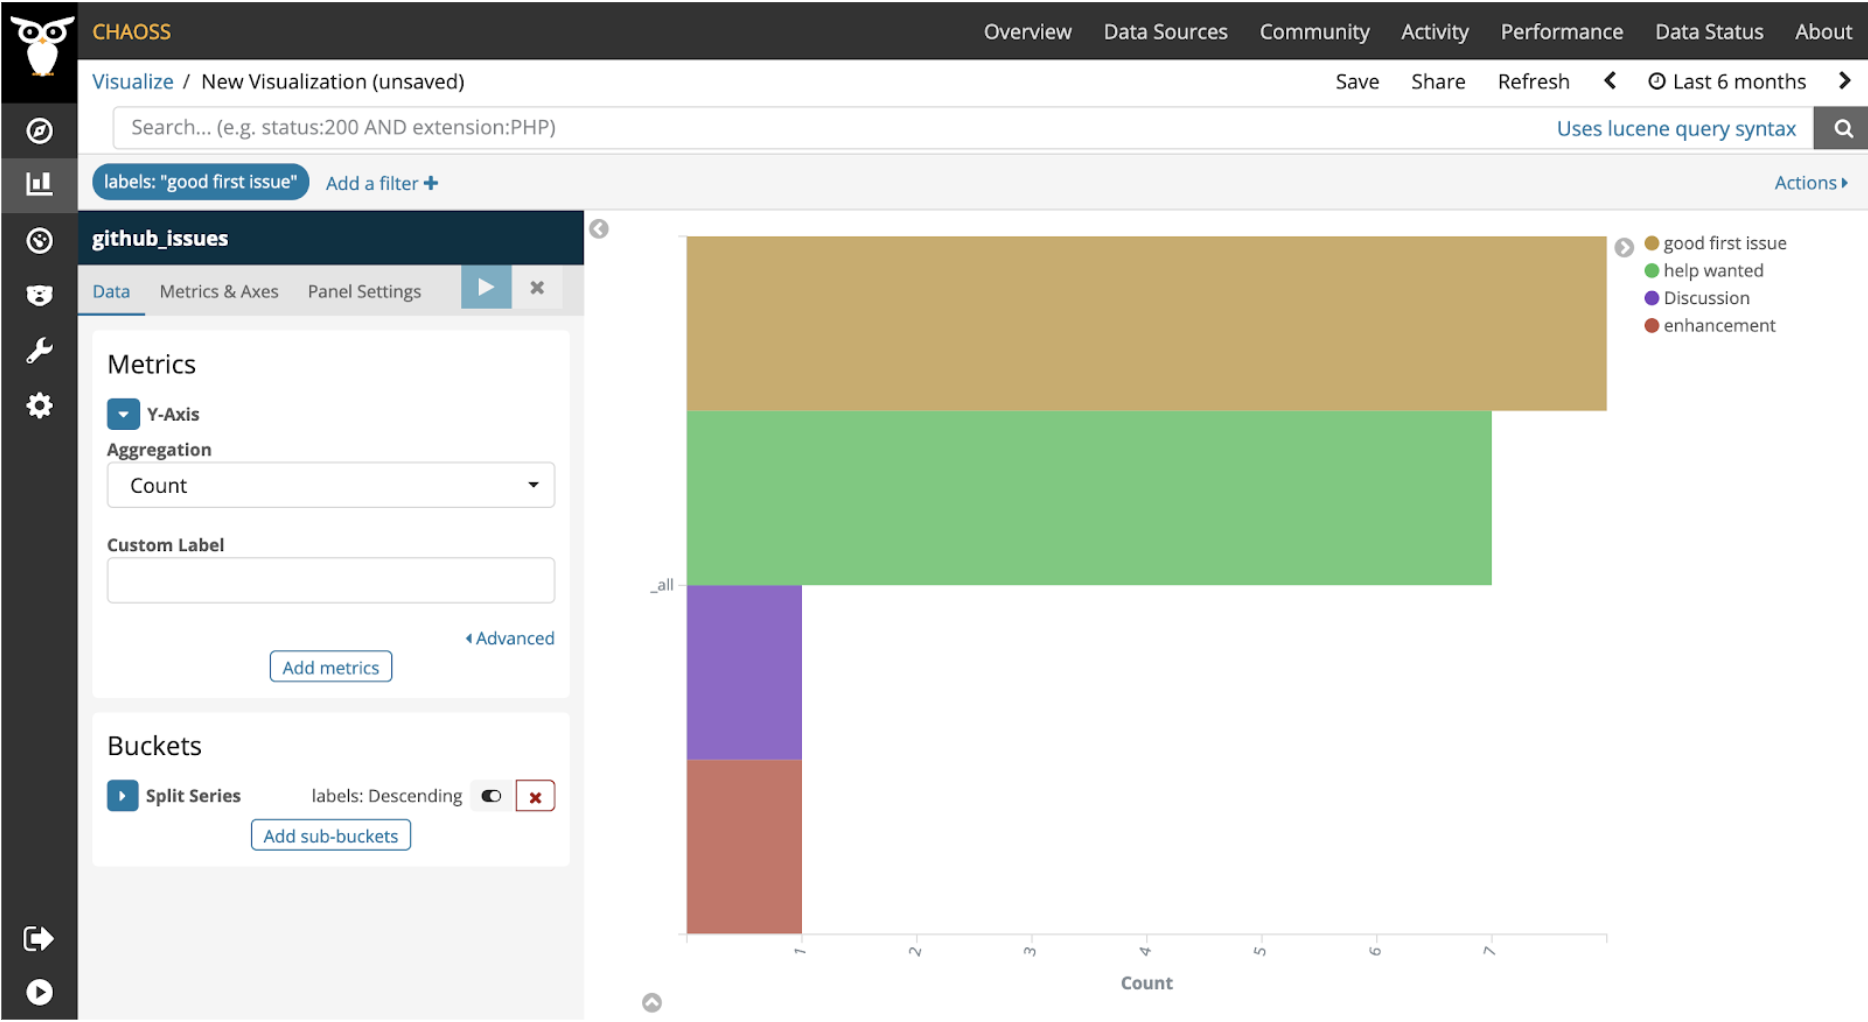 CHAOSS
Overview Data Sources Community Activity Performance Data Status About
Visualize / New Visualization (unsaved)
Save Share Refresh Last 6 months
Search... (e.g. status:200 AND extension:PHP)
Uses lucene query syntax
labels: "good first issue" Add a filter
Actions
github_issues
Data Metrics & Axes Panel Settings
Metrics
Y-Axis
Aggregation
Count
Custom Label
Advanced
Add metrics
Buckets
Split Series labels: Descending
Add sub-buckets
good first issue
help wanted
Discussion
enhancement
_all
1 2 3 4 5 6 7
Count